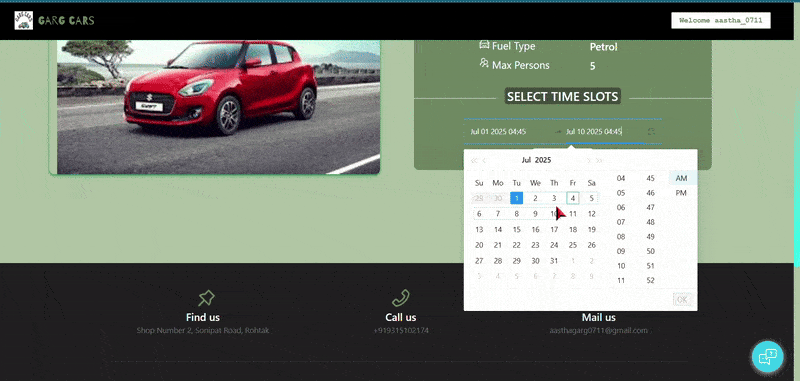 GARG CARS
Welcome aastha_0711
Fuel Type Petrol
Max Persons 5
SELECT TIME SLOTS
Jul 01 2025 04:45 → Jul 10 2025 04:45
Jul 2025
Su Mo Tu We Th Fr Sa
29 30 1 2 3 4 5
6 7 8 9 10 11 12
13 14 15 16 17 18 19
20 21 22 23 24 25 26
27 28 29 30 31 1 2
3 4 5 6 7 8 9
04 45 AM
05 46 PM
06 47
07 48
08 49
09 50
10 51
11 52
OK
SWIFT
Find us
Shop Number 2, Sonipat Road, Rohtak
Call us
+919315102174
Mail us
aasthagarg0711@gmail.com